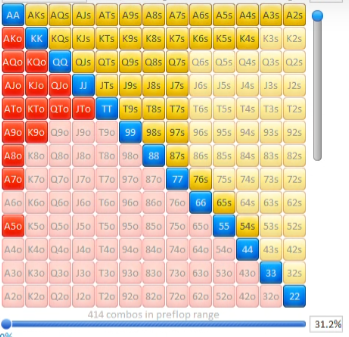 AA AKs AQs AJs ATs A9s A8s A7s A6s A5s A4s A3s A2s
AKo KK KQs KJs KTs K9s K8s K7s K6s K5s K4s K3s K2s
AQo KQo QQ QJs QTs Q9s Q8s Q7s Q6s Q5s Q4s Q3s Q2s
AJo KJo QJo JJ JTs J9s J8s J7s J6s J5s J4s J3s J2s
ATo KTo QTo JTo TT T9s T8s T7s T6s T5s T4s T3s T2s
A9o K9o Q9o J9o T9o 99 98s 97s 96s 95s 94s 93s 92s
A8o K8o Q8o J8o T8o 98o 88 87s 86s 85s 84s 83s 82s
A7o K7o Q7o J7o T7o 97o 87o 77 76s 75s 74s 73s 72s
A6o K6o Q6o J6o T6o 96o 86o 76o 66 65s 64s 63s 62s
A5o K5o Q5o J5o T5o 95o 85o 75o 65o 55 54s 53s 52s
A4o K4o Q4o J4o T4o 94o 84o 74o 64o 54o 44 43s 42s
A3o K3o Q3o J3o T3o 93o 83o 73o 63o 53o 43o 33 32s
A2o K2o Q2o J2o T2o 92o 82o 72o 62o 52o 42o 32o 22
414 combos in preflop range
31.2%